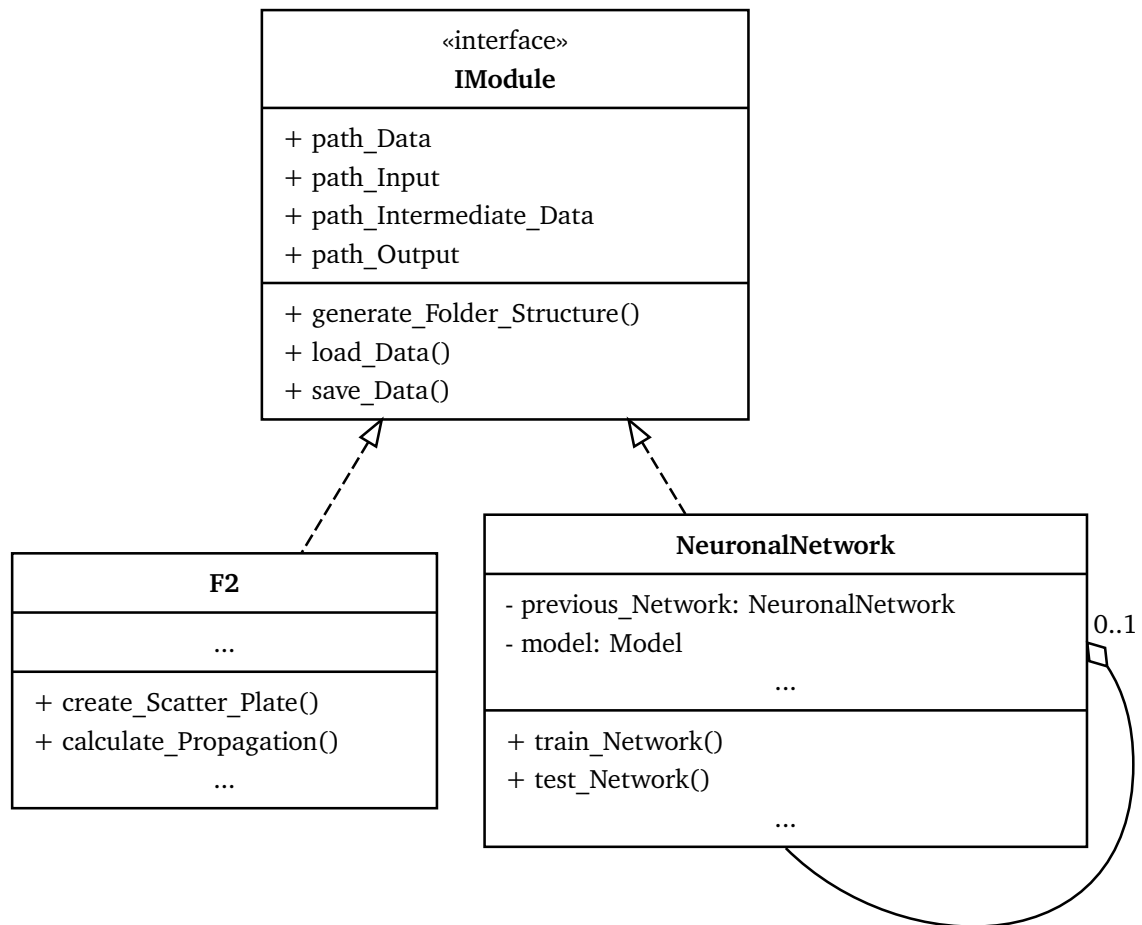 «interface»
IModule
+ path_Data
+ path_Input
+ path_Intermediate_Data
+ path_Output
+ generate_Folder_Structure()
+ load_Data()
+ save_Data()
F2
...
+ create_Scatter_Plate()
+ calculate_Propagation()
...
NeuronalNetwork
- previous_Network: NeuronalNetwork
- model: Model
...
+ train_Network()
+ test_Network()
...
0..1